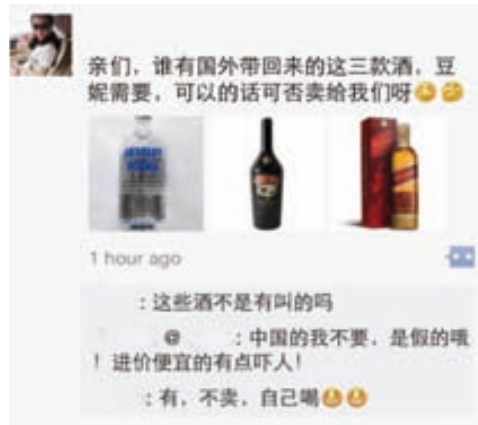 亲们，谁有国外带回来的这三款酒，豆
妮需要，可以的话可否卖给我们呀
ABSOLUT
VODKA
1 hour ago
：这些酒不是有叫的吗
@ ：中国的我不要，是假的哦
！进价便宜的有点吓人！
：有，不卖，自己喝